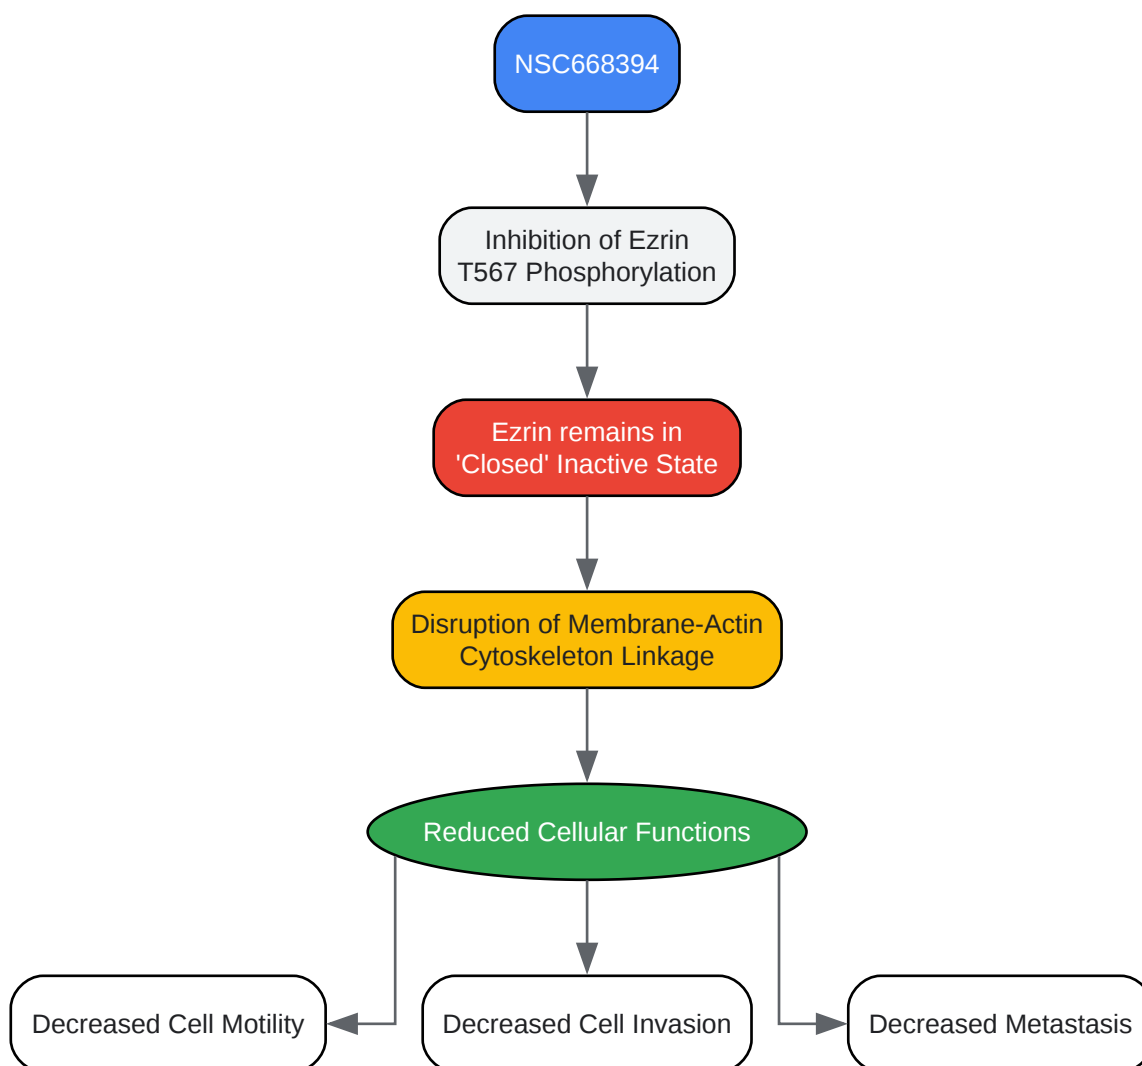 NSC668394
Inhibition of Ezrin
T567 Phosphorylation
Ezrin remains in
'Closed' Inactive State
Disruption of Membrane-Actin
Cytoskeleton Linkage
Reduced Cellular Functions
Decreased Cell Motility
Decreased Cell Invasion
Decreased Metastasis